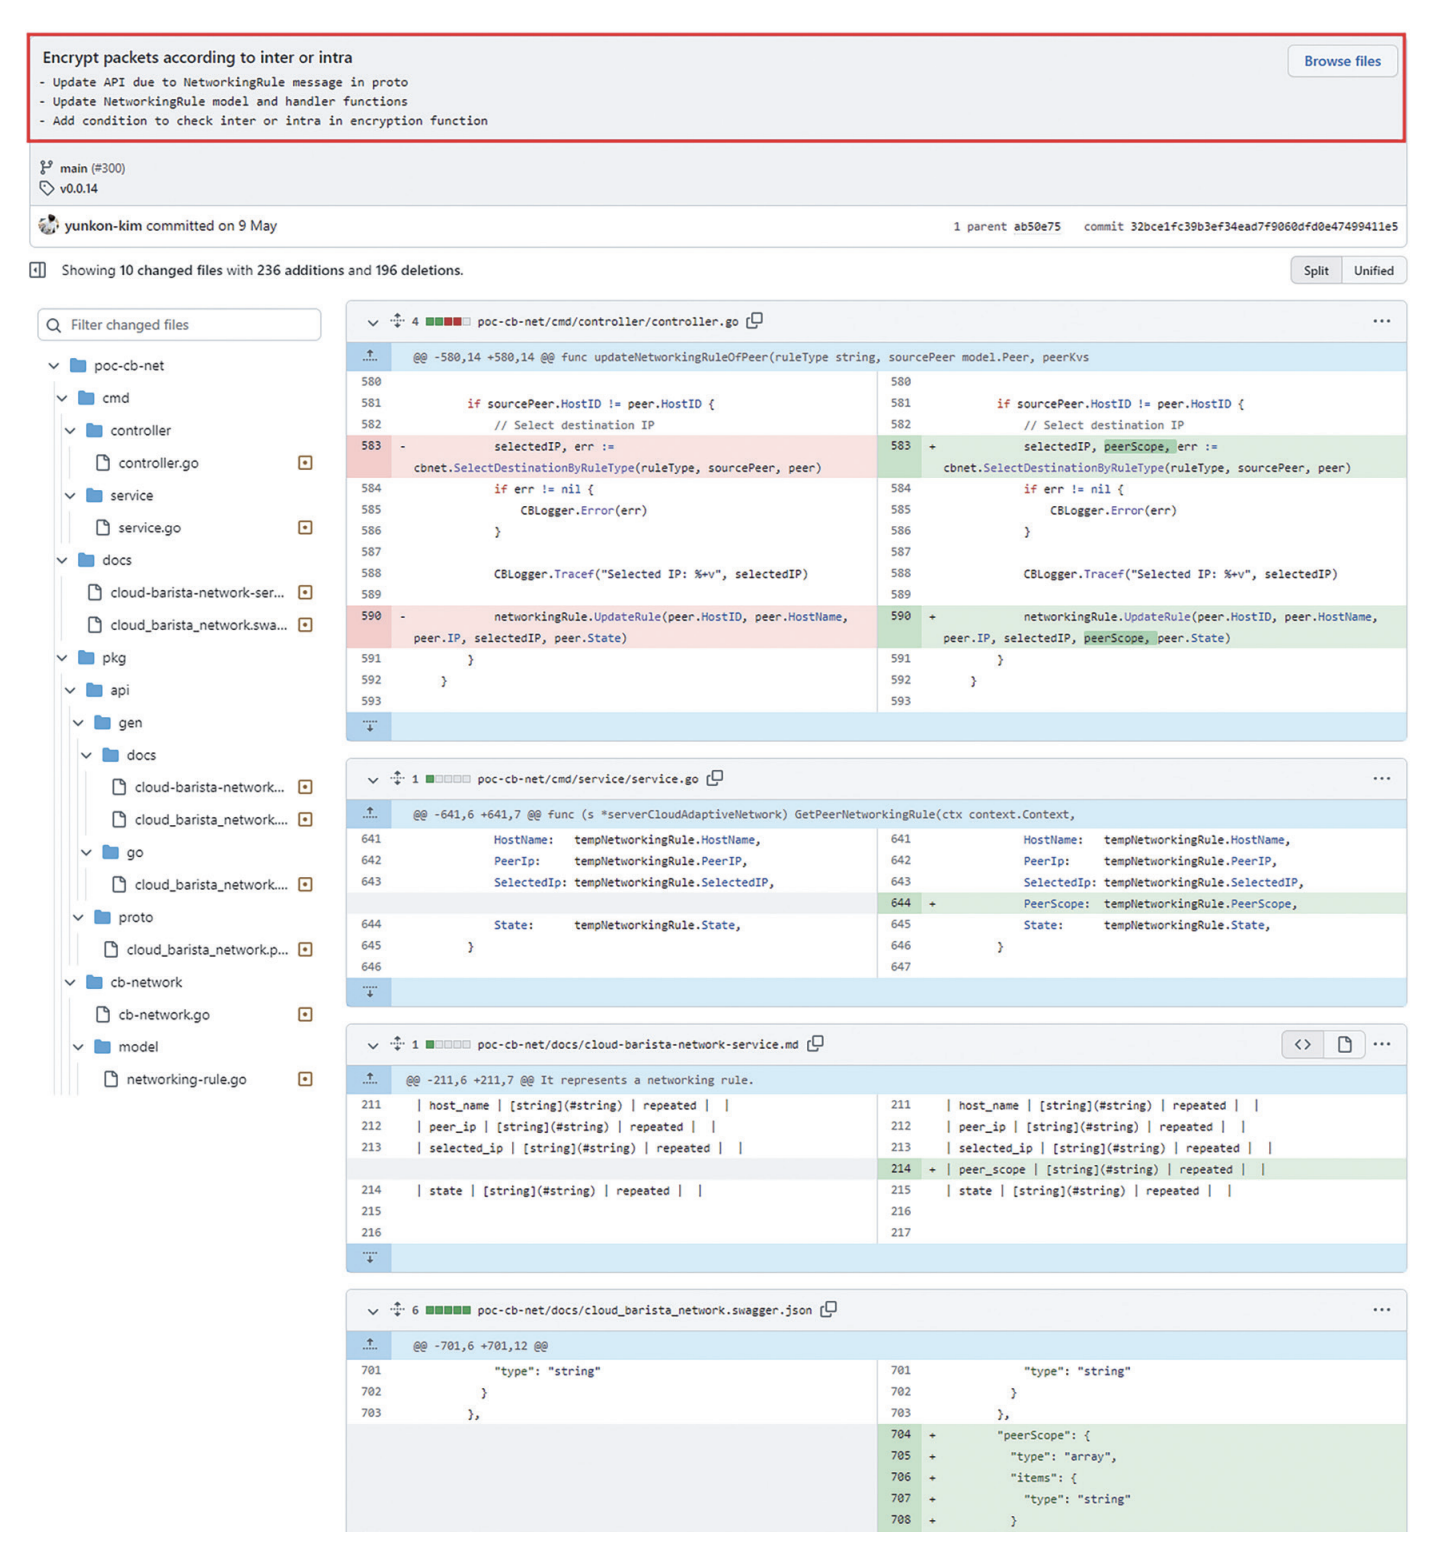 Encrypt packets according to inter or intra
Browse files
- Update API due to NetworkingRule message in proto
- Update NetworkingRule model and handler functions
- Add condition to check inter or intra in encryption function
main (#300)
v0.0.14
yunkon-kim committed on 9 May
1 parent ab50e75 commit 32bce1fc39b3ef34ead7f9060dfd0e47499411e5
Showing 10 changed files with 236 additions and 196 deletions.
Split Unified
Filter changed files
poc-cb-net
cmd
controller
controller.go
service
service.go
docs
cloud-barista-network-ser...
cloud_barista_network.swa...
pkg
api
gen
docs
cloud-barista-network...
cloud_barista_network....
go
cloud_barista_network....
proto
cloud_barista_network.p...
cb-network
cb-network.go
model
networking-rule.go
4 poc-cb-net/cmd/controller/controller.go
@@ -580,14 +580,14 @@ func updateNetworkingRuleOfPeer(ruleType string, sourcePeer model.Peer, peerKvs
580 580
581 if sourcePeer.HostID != peer.HostID { 581 if sourcePeer.HostID != peer.HostID {
582 // Select destination IP 582 // Select destination IP
583 - selectedIP, err := 583 + selectedIP, peerScope, err :=
cbnet.SelectDestinationByRuleType(ruleType, sourcePeer, peer) cbnet.SelectDestinationByRuleType(ruleType, sourcePeer, peer)
584 if err != nil { 584 if err != nil {
585 CBLogger.Error(err) 585 CBLogger.Error(err)
586 } 586 }
587 587
588 CBLogger.Tracef("Selected IP: %+v", selectedIP) 588 CBLogger.Tracef("Selected IP: %+v", selectedIP)
589 589
590 - networkingRule.UpdateRule(peer.HostID, peer.HostName, 590 + networkingRule.UpdateRule(peer.HostID, peer.HostName,
peer.IP, selectedIP, peer.State) peer.IP, selectedIP, peerScope, peer.State)
591 } 591 }
592 } 592 }
593 593
1 poc-cb-net/cmd/service/service.go
@@ -641,6 +641,7 @@ func (s *serverCloudAdaptiveNetwork) GetPeerNetworkingRule(ctx context.Context,
641 HostName: tempNetworkingRule.HostName, 641 HostName: tempNetworkingRule.HostName,
642 PeerIp: tempNetworkingRule.PeerIP, 642 PeerIp: tempNetworkingRule.PeerIP,
643 SelectedIp: tempNetworkingRule.SelectedIP, 643 SelectedIp: tempNetworkingRule.SelectedIP,
644 + PeerScope: tempNetworkingRule.PeerScope,
644 State: tempNetworkingRule.State, 645 State: tempNetworkingRule.State,
645 } 646 }
646 647
1 poc-cb-net/docs/cloud-barista-network-service.md
@@ -211,6 +211,7 @@ It represents a networking rule.
211 | host_name | [string](#string) | repeated | | 211 | host_name | [string](#string) | repeated | |
212 | peer_ip | [string](#string) | repeated | | 212 | peer_ip | [string](#string) | repeated | |
213 | selected_ip | [string](#string) | repeated | | 213 | selected_ip | [string](#string) | repeated | |
214 + | peer_scope | [string](#string) | repeated | |
214 | state | [string](#string) | repeated | | 215 | state | [string](#string) | repeated | |
215 216
216 217
6 poc-cb-net/docs/cloud_barista_network.swagger.json
@@ -701,6 +701,12 @@
701 "type": "string" 701 "type": "string"
702 } 702 }
703 }, 703 },
704 + "peerScope": {
705 + "type": "array",
706 + "items": {
707 + "type": "string"
708 + }